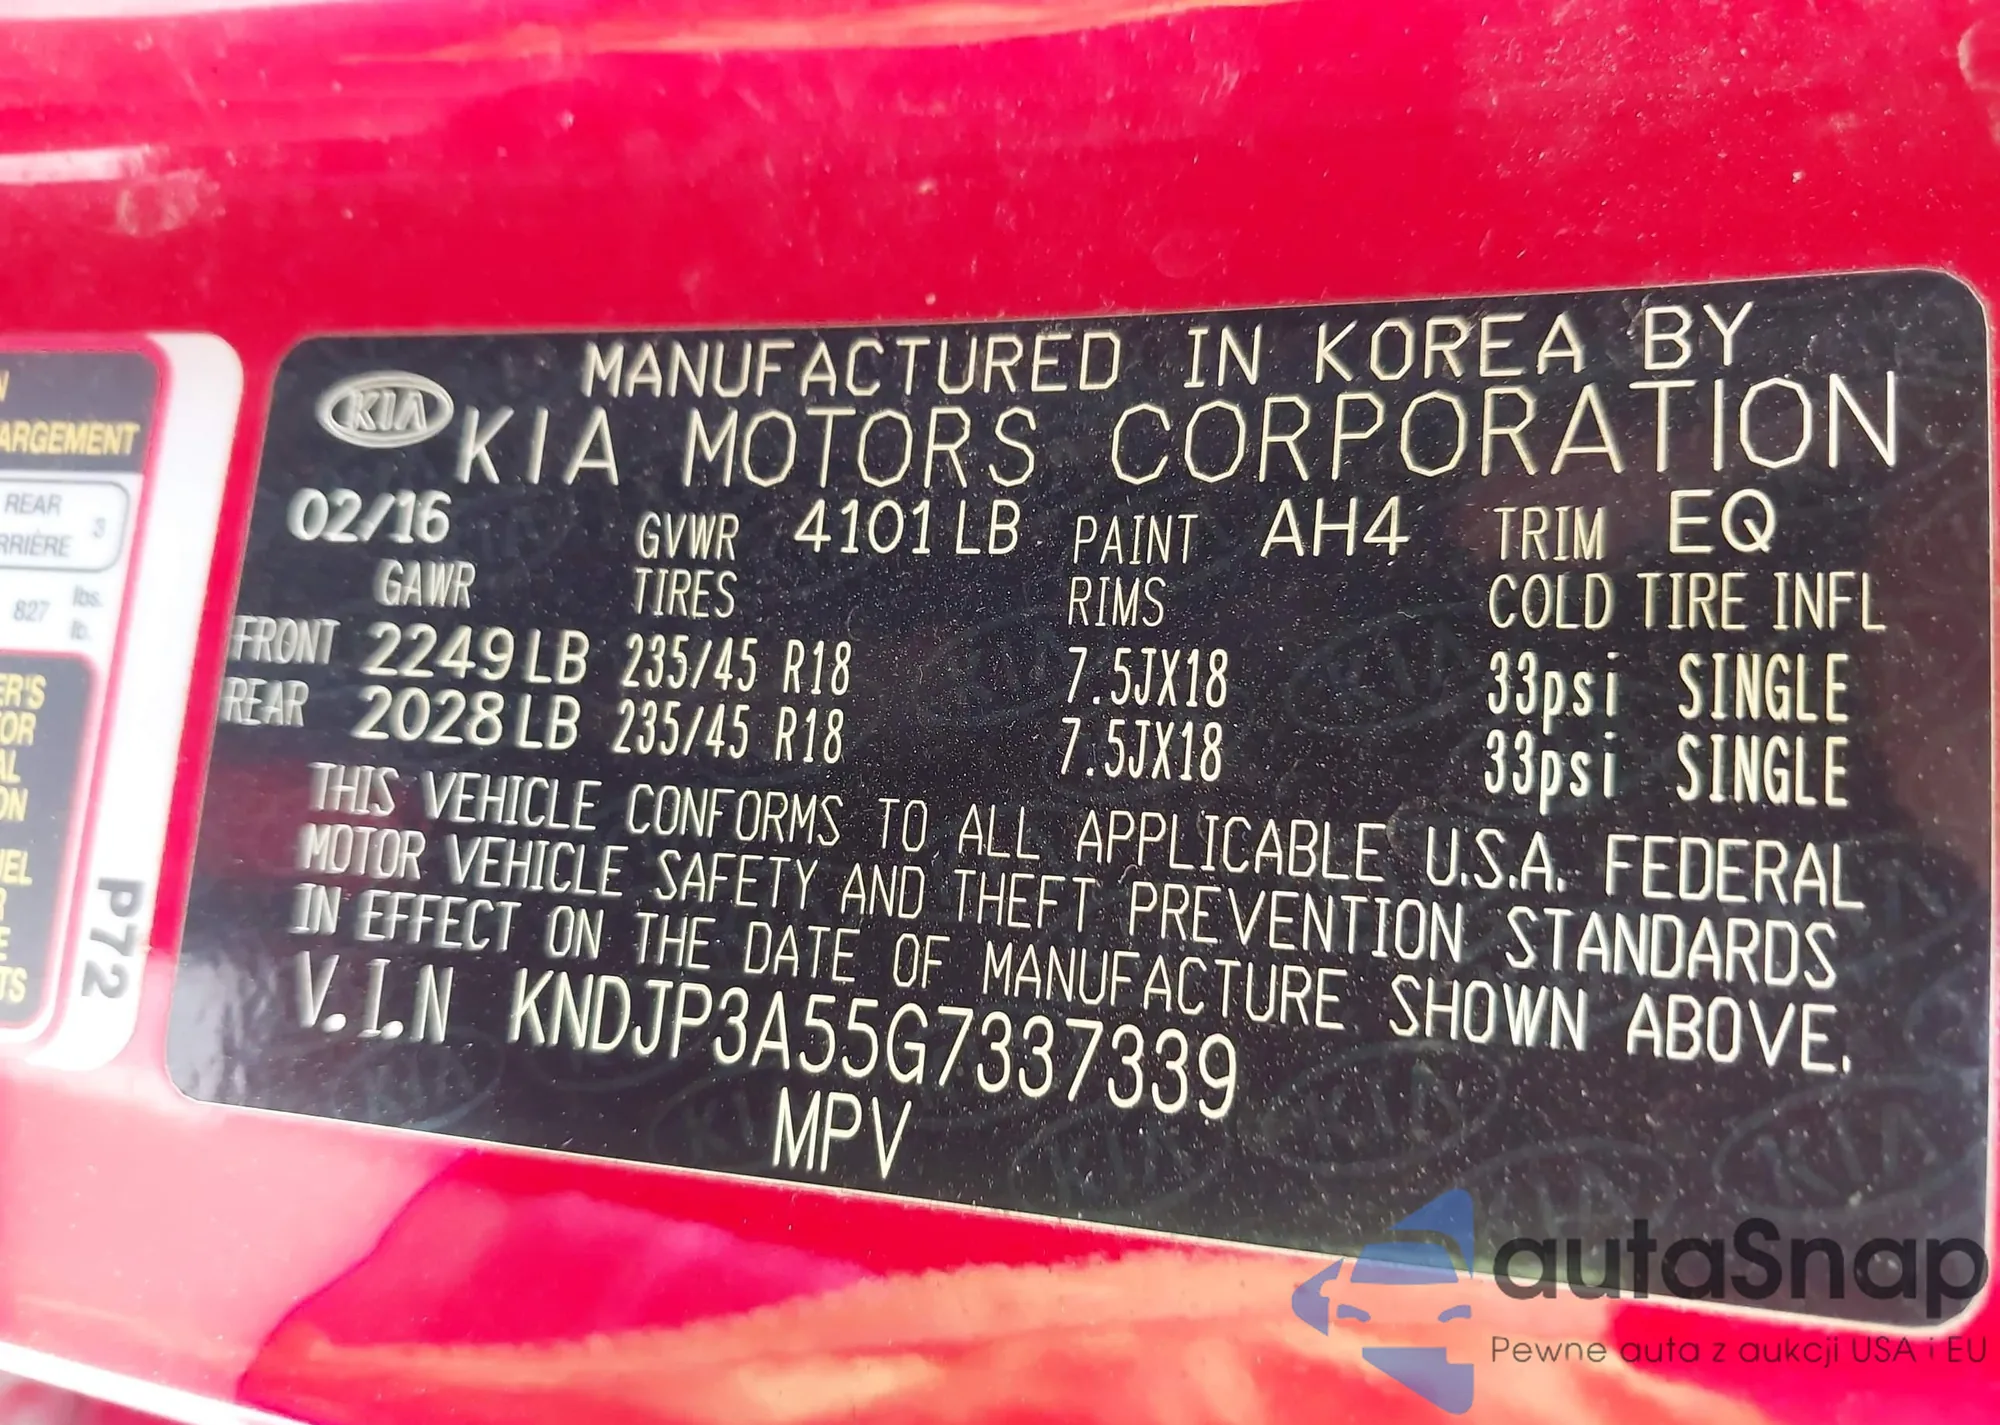 MANUFACTURED IN KOREA BY
KIA KIA MOTORS CORPORATION
02/16 GVWR 4101 LB PAINT AH4 TRIM EQ
GAWR TIRES RIMS COLD TIRE INFL
FRONT 2249 LB 235/45 R18 7.5JX18 33psi SINGLE
REAR 2028 LB 235/45 R18 7.5JX18 33psi SINGLE
THIS VEHICLE CONFORMS TO ALL APPLICABLE U.S.A. FEDERAL
MOTOR VEHICLE SAFETY AND THEFT PREVENTION STANDARDS
IN EFFECT ON THE DATE OF MANUFACTURE SHOWN ABOVE.
V.I.N KNDJP3A55G7337339
MPV
ARGEMENT
REAR 3
RRIÈRE
827 lbs.
lb.
P72
autaSnap
Pewne auta z aukcji USA i EU